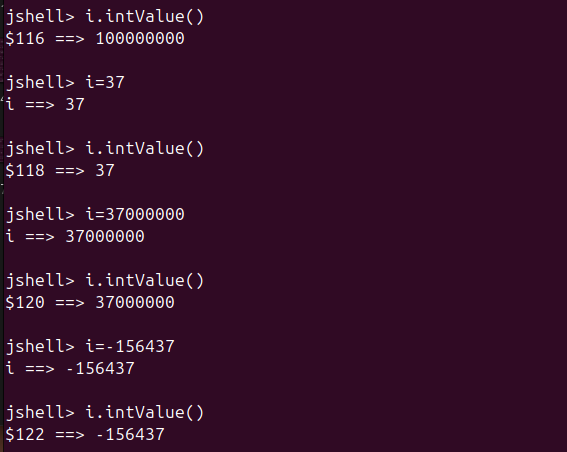 jshell> i.intValue()
$116 ==> 100000000
jshell> i=37
i ==> 37
jshell> i.intValue()
$118 ==> 37
jshell> i=37000000
i ==> 37000000
jshell> i.intValue()
$120 ==> 37000000
jshell> i=-156437
i ==> -156437
jshell> i.intValue()
$122 ==> -156437